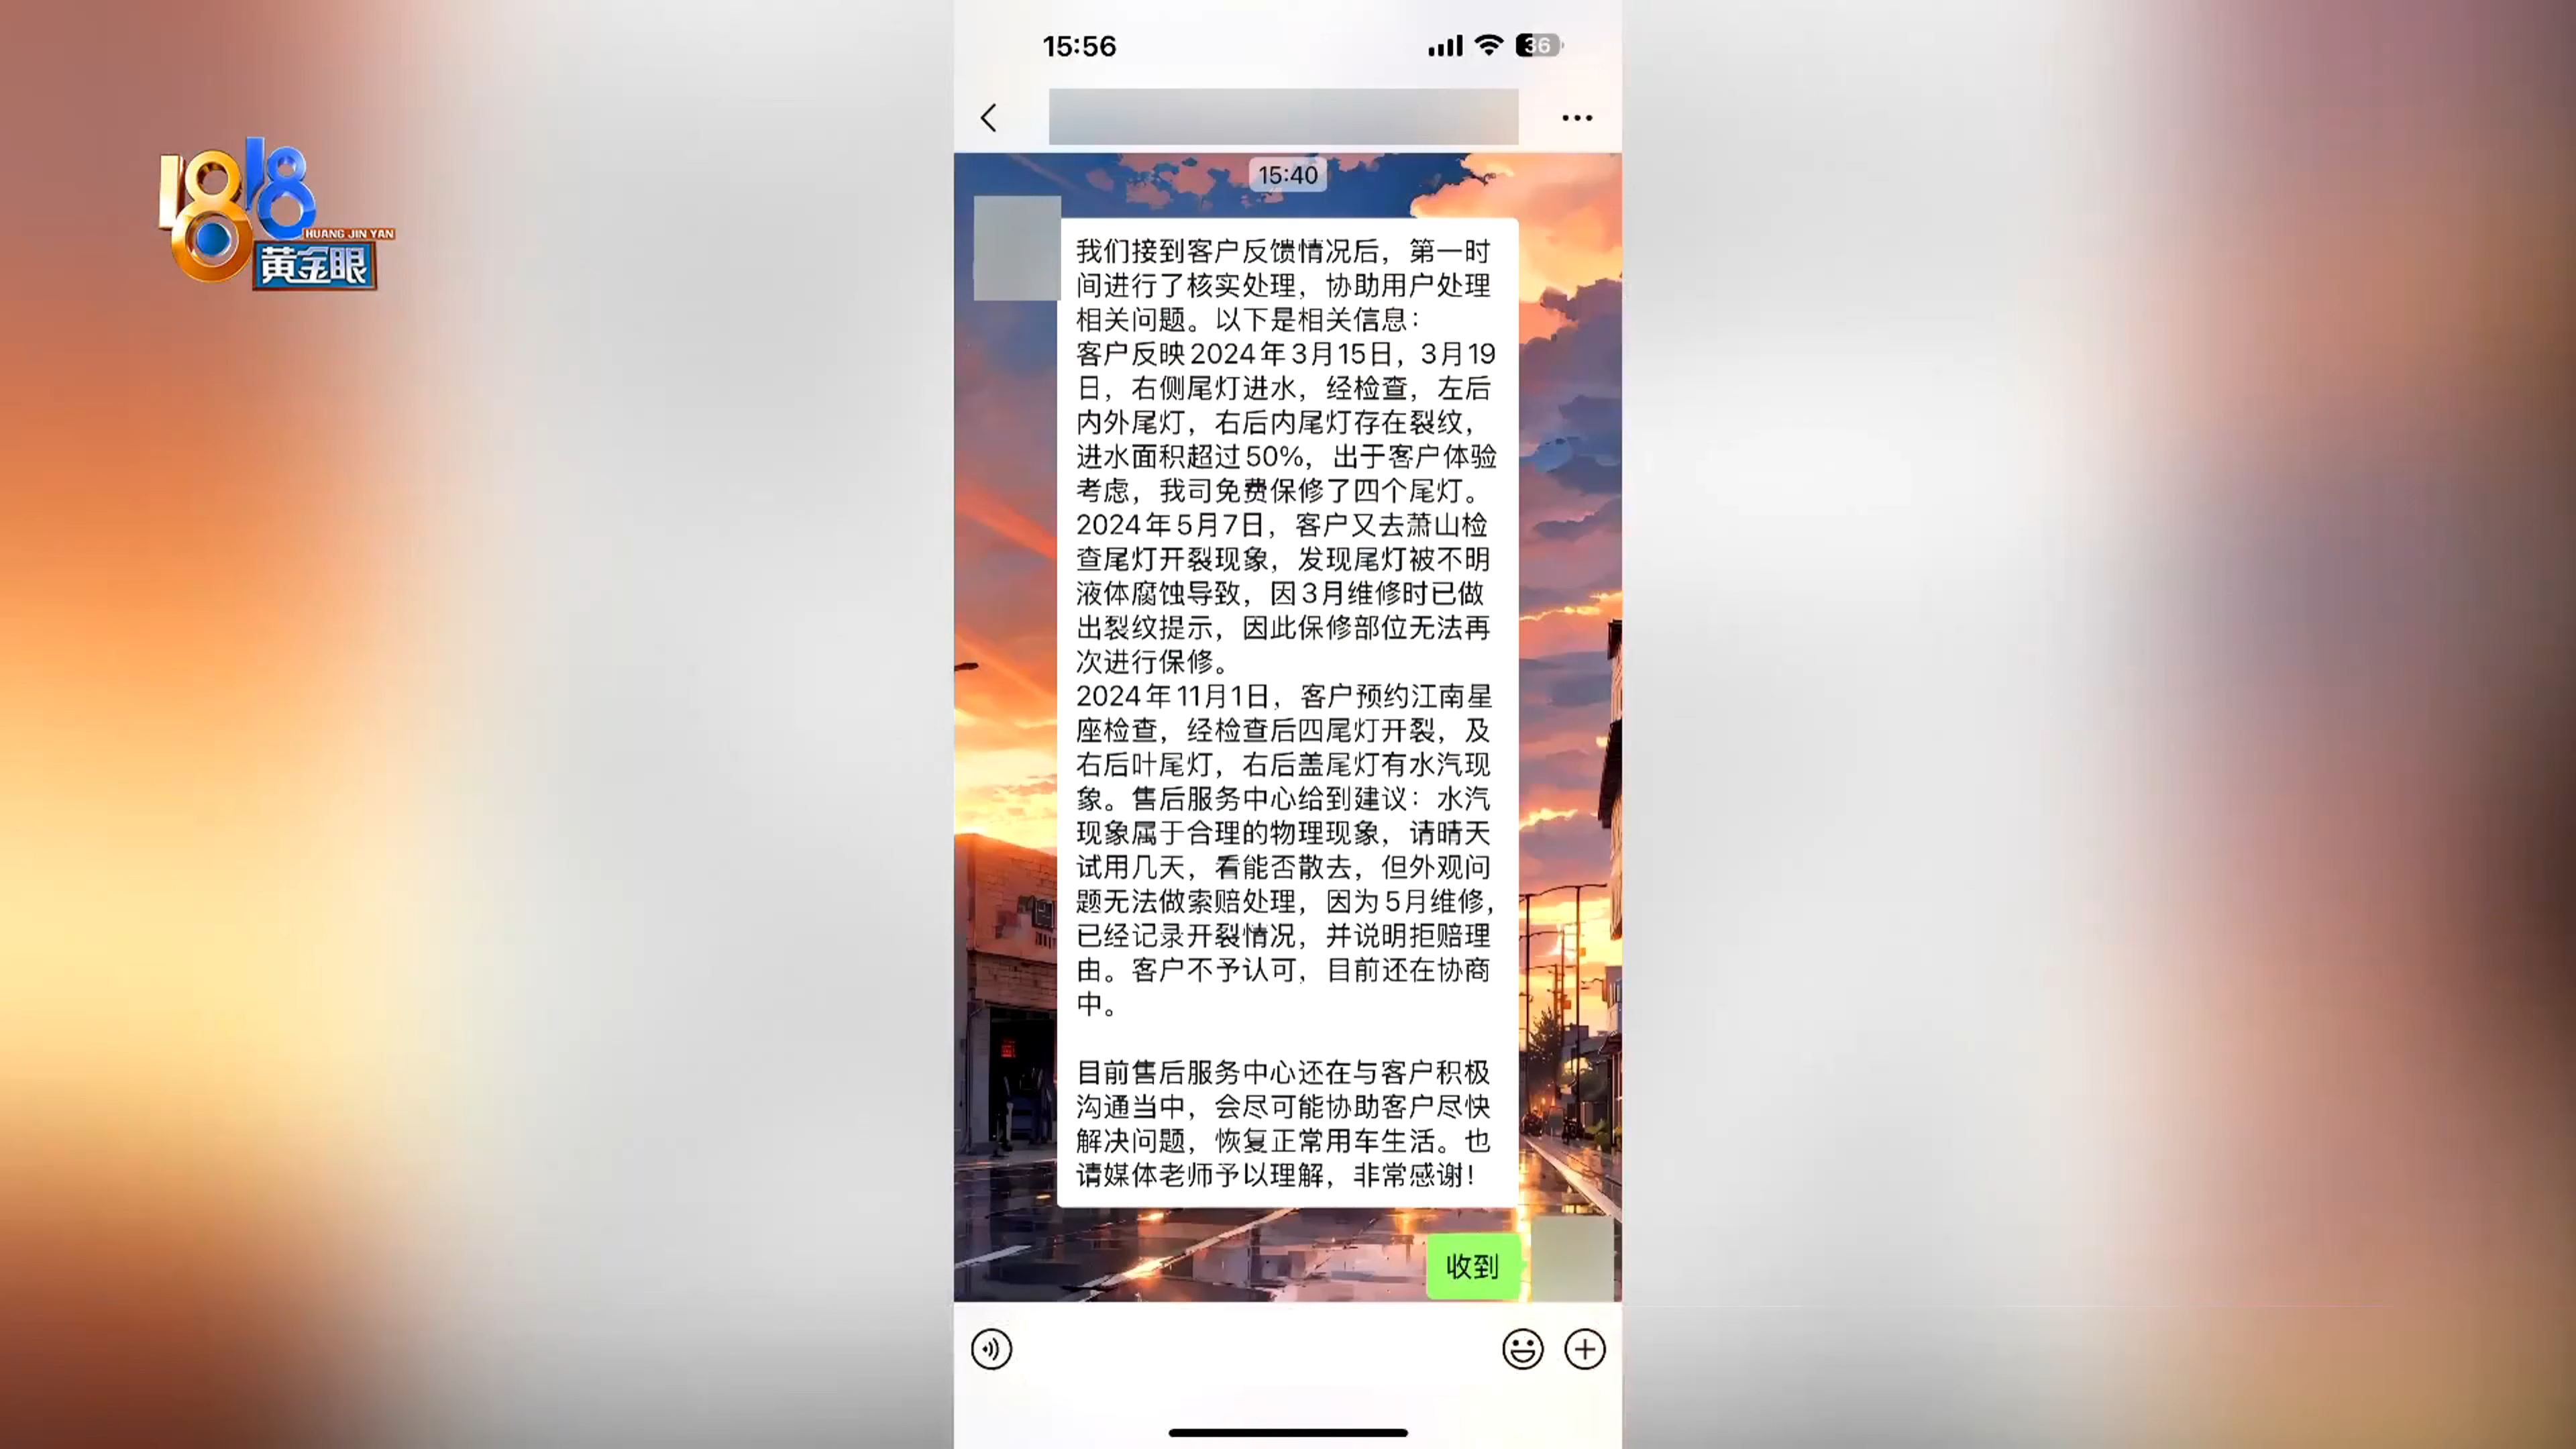 15:56
36
1818
HUANG JIN YAN
黄金眼
15:40
我们接到客户反馈情况后，第一时
间进行了核实处理，协助用户处理
相关问题。以下是相关信息：
客户反映2024年3月15日，3月19
日，右侧尾灯进水，经检查，左后
内外尾灯，右后内尾灯存在裂纹，
进水面积超过50%，出于客户体验
考虑，我司免费保修了四个尾灯。
2024年5月7日，客户又去萧山检
查尾灯开裂现象，发现尾灯被不明
液体腐蚀导致，因3月维修时已做
出裂纹提示，因此保修部位无法再
次进行保修。
2024年11月1日，客户预约江南星
座检查，经检查后四尾灯开裂，及
右后叶尾灯，右后盖尾灯有水汽现
象。售后服务中心给到建议：水汽
现象属于合理的物理现象，请晴天
试用几天，看能否散去，但外观问
题无法做索赔处理，因为5月维修，
已经记录开裂情况，并说明拒赔理
由。客户不予认可，目前还在协商
中。
目前售后服务中心还在与客户积极
沟通当中，会尽可能协助客户尽快
解决问题，恢复正常用车生活。也
请媒体老师予以理解，非常感谢！
收到